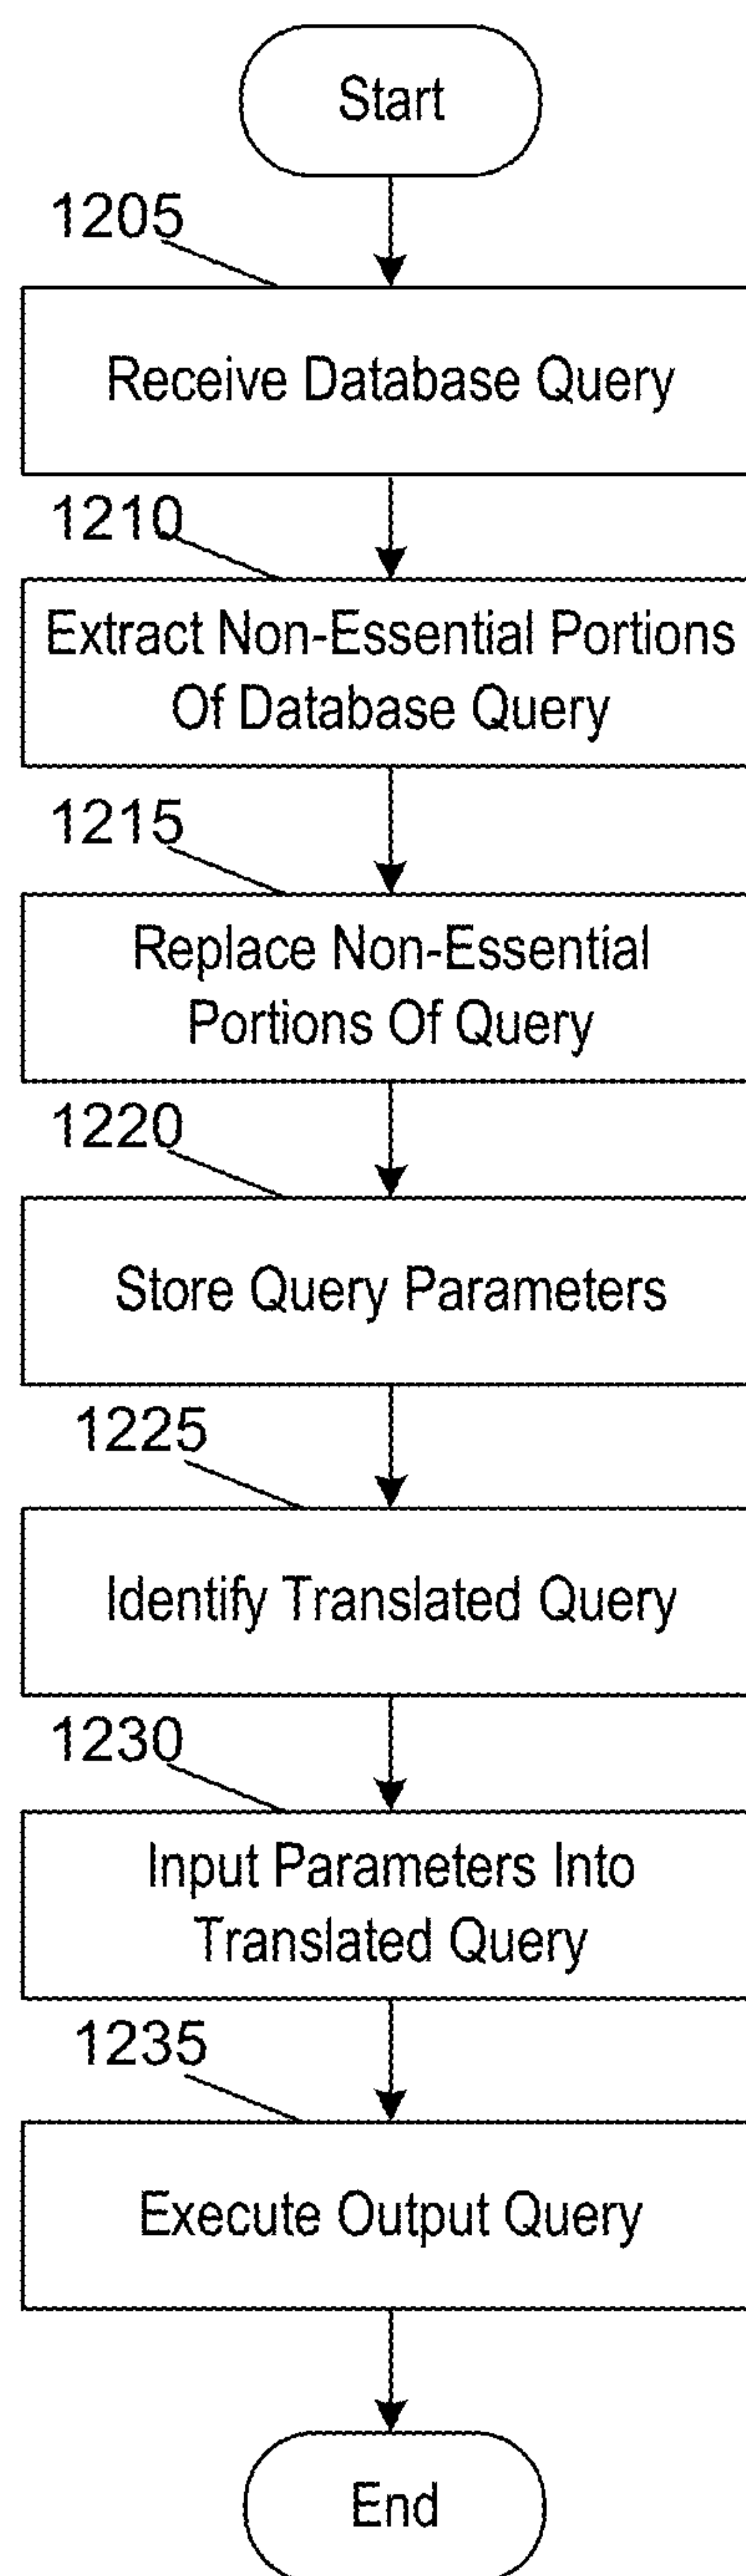 Start
1205
Receive Database Query
1210
Extract Non-Essential Portions
Of Database Query
1215
Replace Non-Essential
Portions Of Query
1220
Store Query Parameters
1225
Identify Translated Query
1230
Input Parameters Into
Translated Query
1235
Execute Output Query
End